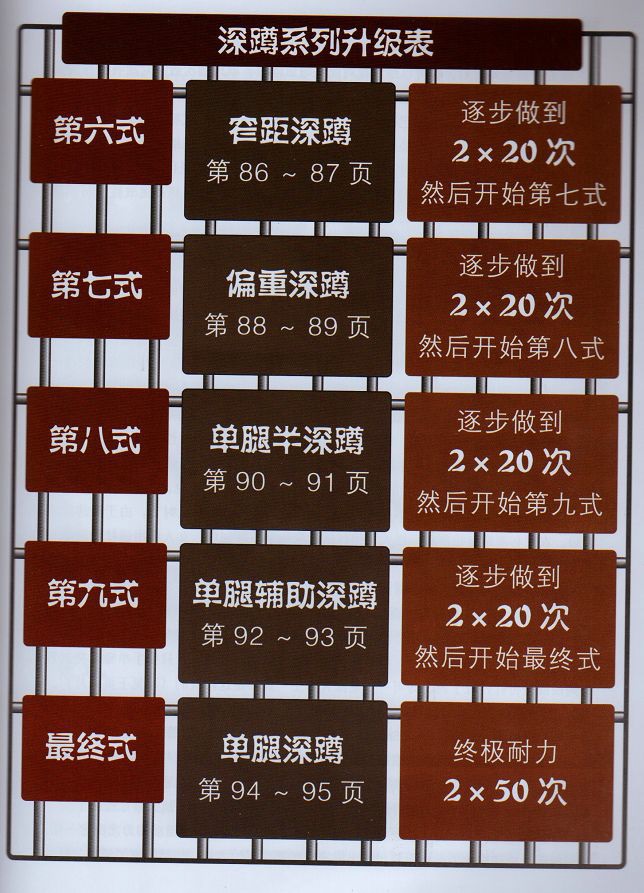 深蹲系列升级表
第六式
窄距深蹲
第 86 ~ 87 页
逐步做到
2 × 20 次
然后开始第七式
第七式
偏重深蹲
第 88 ~ 89 页
逐步做到
2 × 20 次
然后开始第八式
第八式
单腿半深蹲
第 90 ~ 91 页
逐步做到
2 × 20 次
然后开始第九式
第九式
单腿辅助深蹲
第 92 ~ 93 页
逐步做到
2 × 20 次
然后开始最终式
最终式
单腿深蹲
第 94 ~ 95 页
终极耐力
2 × 50 次